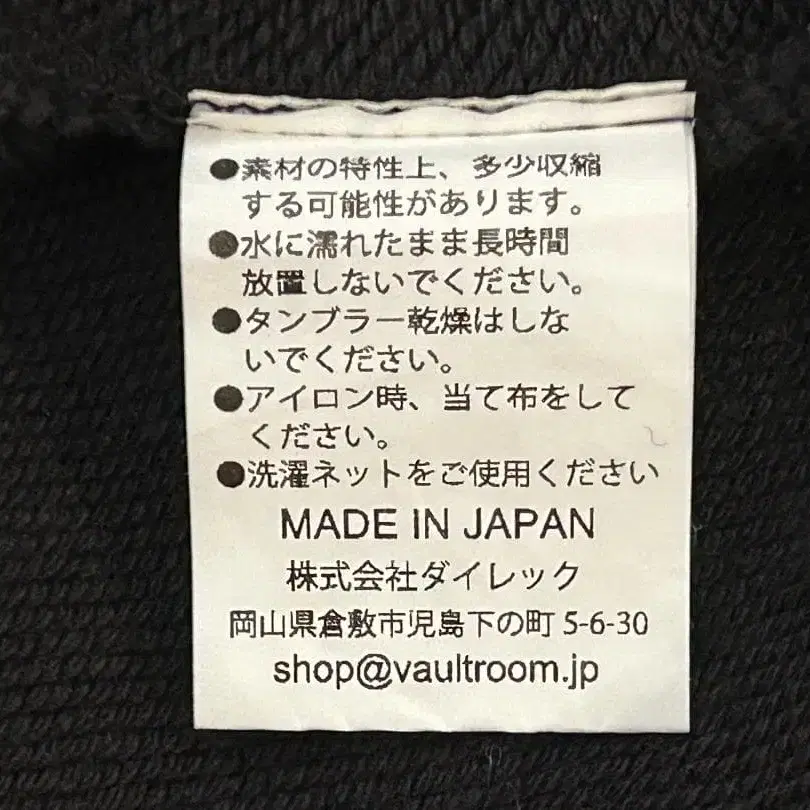 ●素材の特性上、多少収縮
する可能性があります。
●水に濡れたまま長時間
放置しないでください。
●タンブラー乾燥はしな
いでください。
●アイロン時、当て布をして
ください。
●洗濯ネットをご使用ください
MADE IN JAPAN
株式会社ダイレック
岡山県倉敷市児島下の町 5-6-30
shop@vaultroom.jp